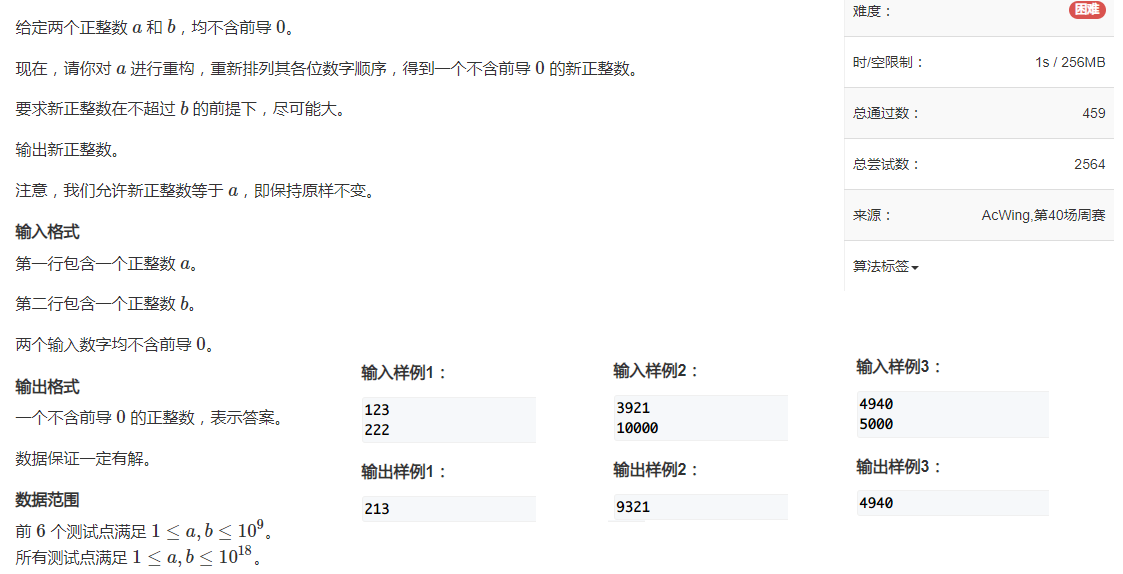 给定两个正整数 a 和 b，均不含前导 0。
现在，请你对 a 进行重构，重新排列其各位数字顺序，得到一个不含前导 0 的新正整数。
要求新正整数在不超过 b 的前提下，尽可能大。
输出新正整数。
注意，我们允许新正整数等于 a，即保持原样不变。
输入格式
第一行包含一个正整数 a。
第二行包含一个正整数 b。
两个输入数字均不含前导 0。
输出格式
一个不含前导 0 的正整数，表示答案。
数据保证一定有解。
数据范围
前 6 个测试点满足 1 ≤ a, b ≤ 10^9。
所有测试点满足 1 ≤ a, b ≤ 10^18。
输入样例1：
123
222
输出样例1：
213
输入样例2：
3921
10000
输出样例2：
9321
输入样例3：
4940
5000
输出样例3：
4940
难度： 困难
时/空限制： 1s / 256MB
总通过数： 459
总尝试数： 2564
来源： AcWing,第40场周赛
算法标签